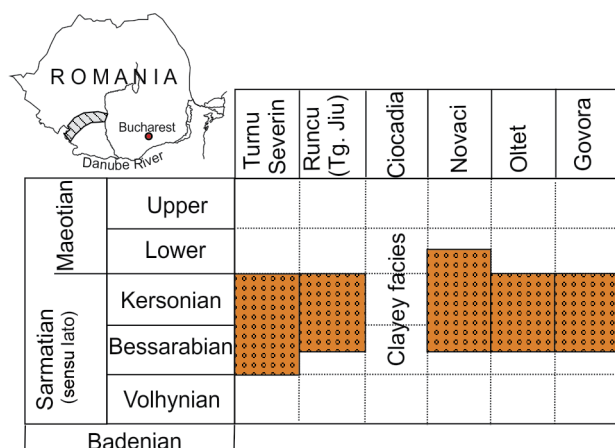 ROMANIA
Bucharest
Danube River
Turnu
Severin
Runcu
(Tg. Jiu)
Ciocadia
Novaci
Oltet
Govora
Maeotian
Upper
Lower
Sarmatian
(sensu lato)
Kersonian
Bessarabian
Volhynian
Clayey facies
Badenian